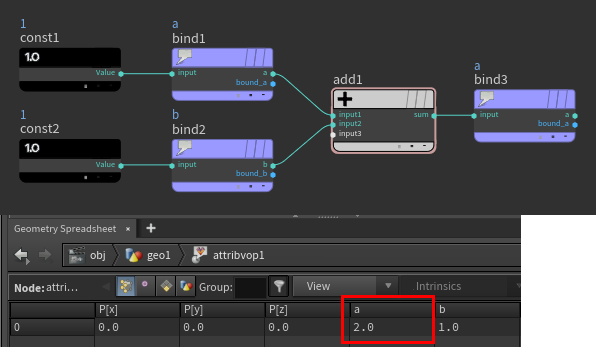 1
const1
1.0
Value
a
bind1
input
a
bound_a
add1
input1
input2
input3
sum
a
bind3
input
a
bound_a
1
const2
1.0
Value
b
bind2
input
b
bound_b
Geometry Spreadsheet × +
obj geo1 attribvop1
Node: attri... Group: View Intrinsics
P[x] P[y] P[z] a b
0 0.0 0.0 0.0 2.0 1.0